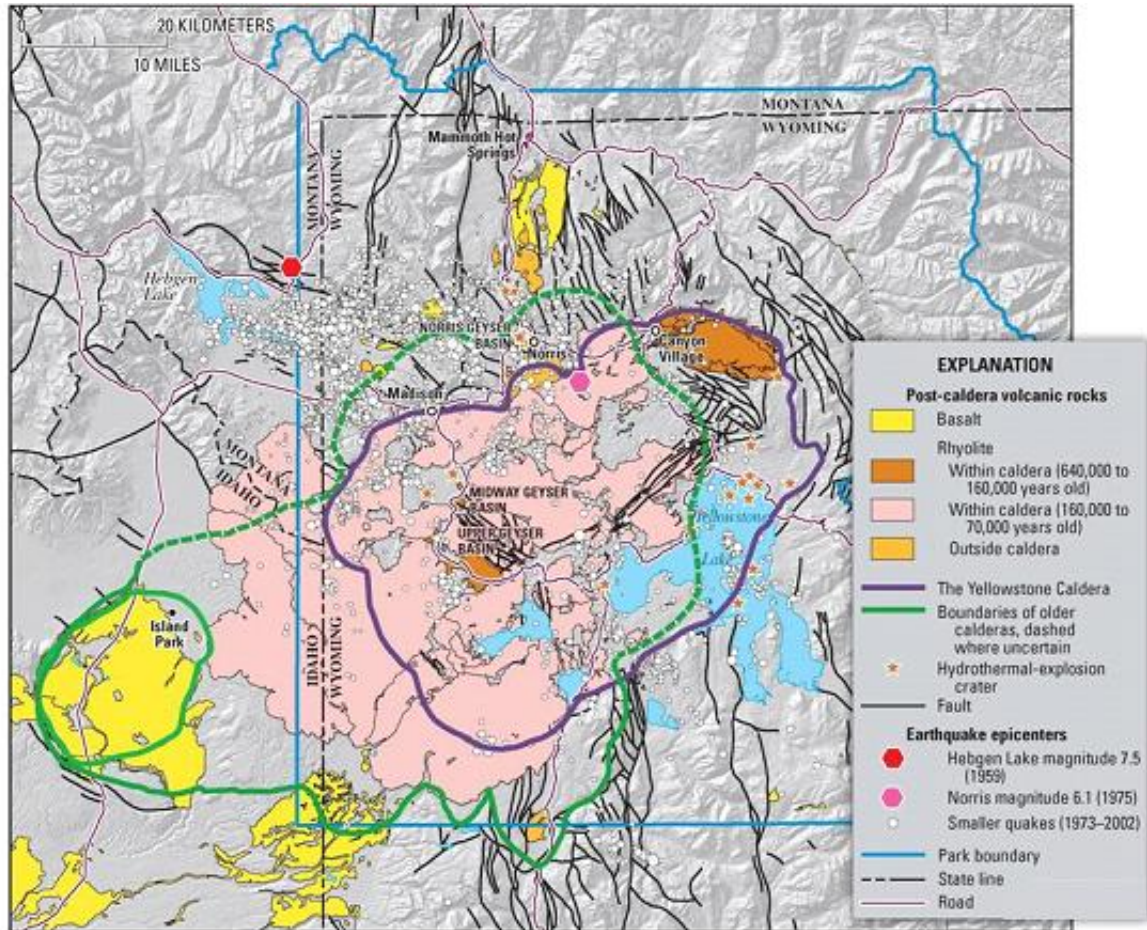 0
20 KILOMETERS
10 MILES
MONTANA
WYOMING
Mammoth Hot
Springs
MONTANA
WYOMING
Hebgen
Lake
NORRIS GEYSER
BASIN
Norris
Canyon
Village
Madison
MONTANA
IDAHO
MIDWAY GEYSER
BASIN
UPPER GEYSER
BASIN
Yellowstone
Lake
Island
Park
IDAHO
WYOMING
EXPLANATION
Post-caldera volcanic rocks
Basalt
Rhyolite
Within caldera (640,000 to
160,000 years old)
Within caldera (160,000 to
70,000 years old)
Outside caldera
The Yellowstone Caldera
Boundaries of older
calderas, dashed
where uncertain
Hydrothermal-explosion
crater
Fault
Earthquake epicenters
Hebgen Lake magnitude 7.5
(1959)
Norris magnitude 6.1 (1975)
Smaller quakes (1973–2002)
Park boundary
State line
Road